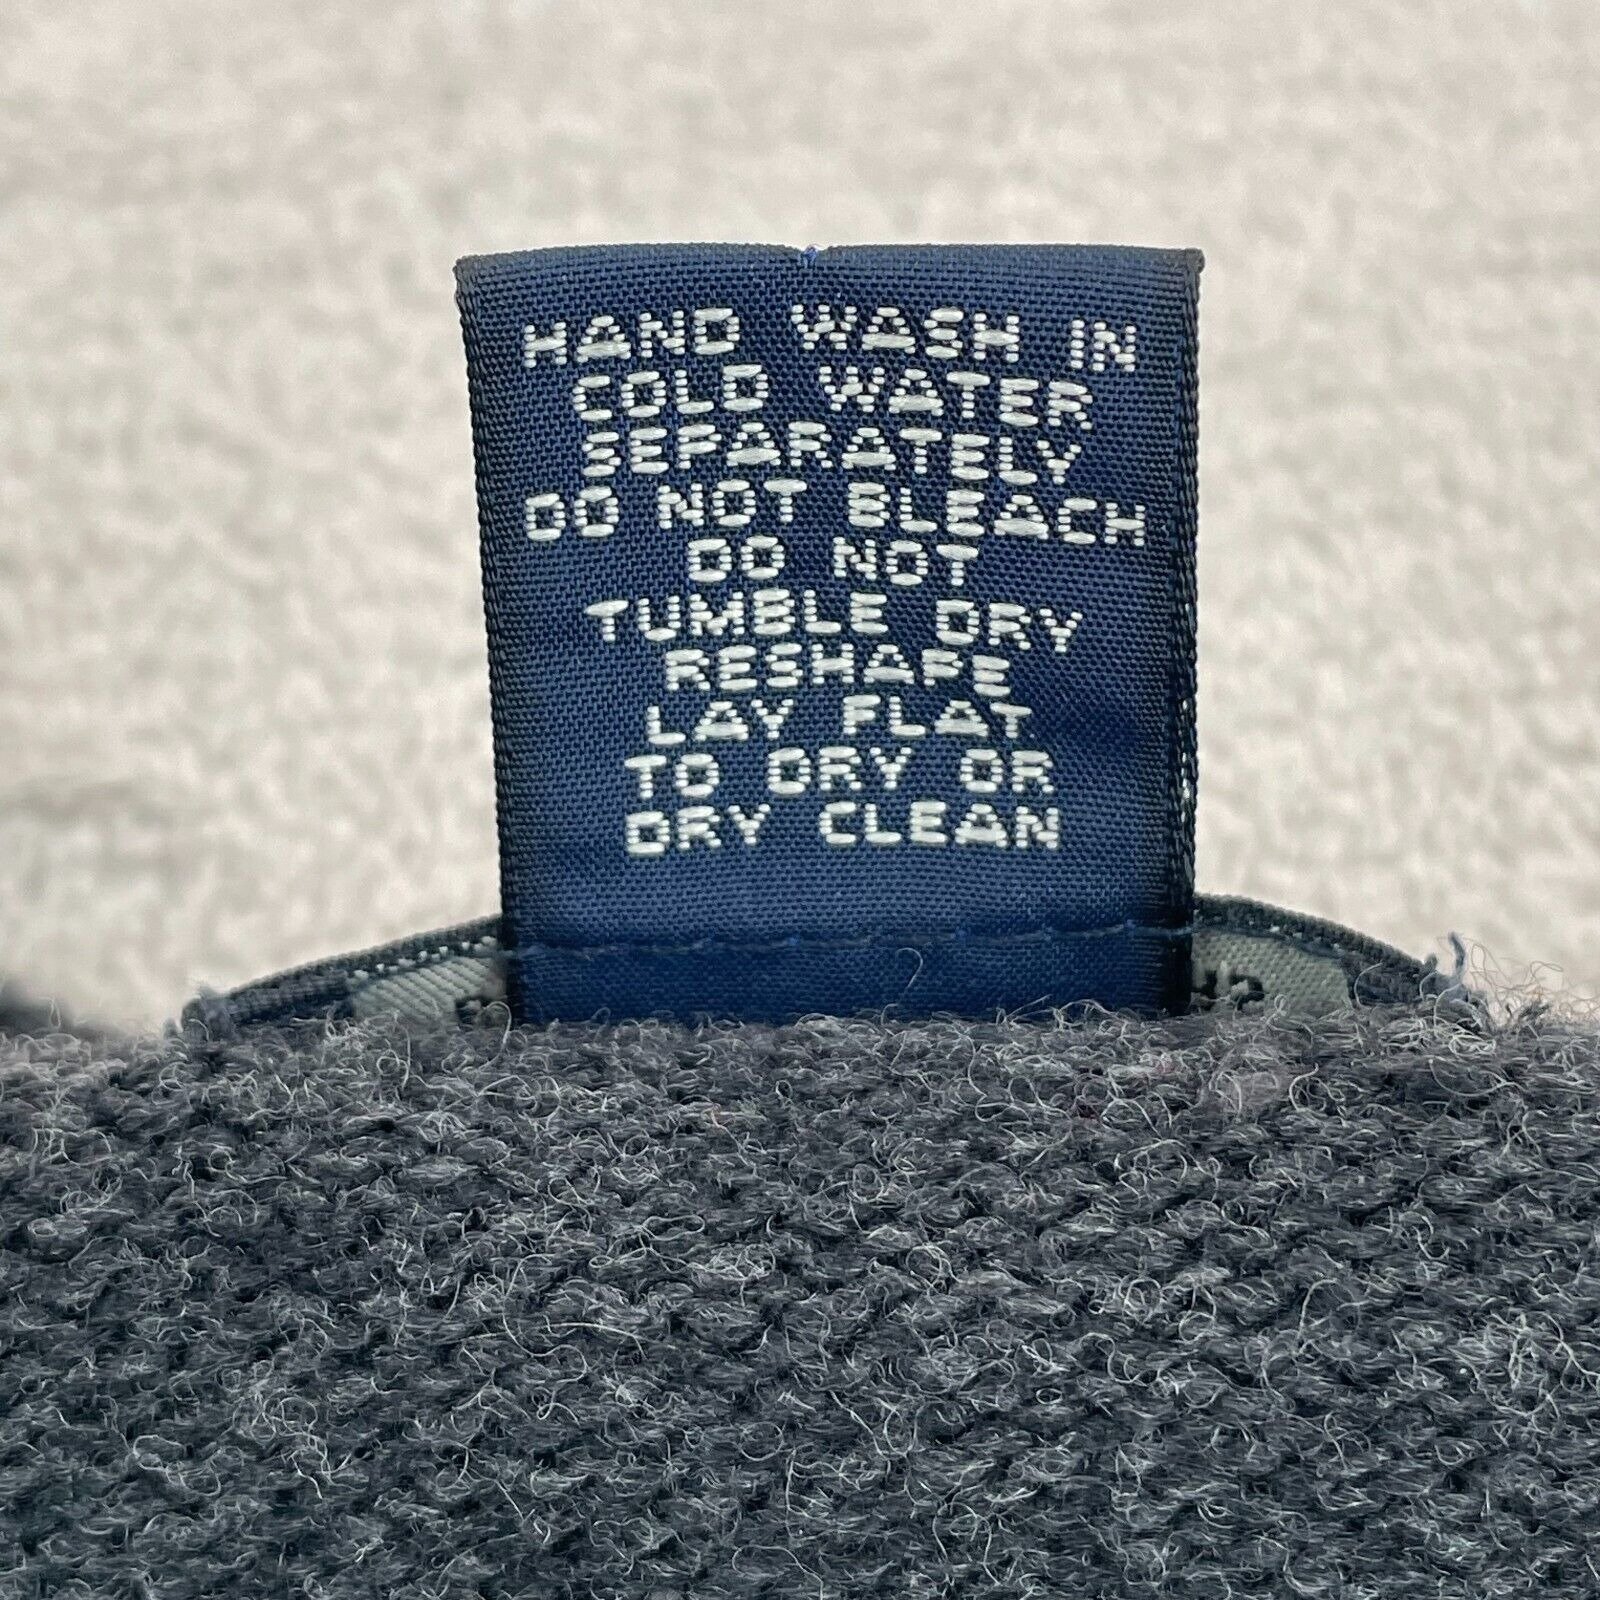 HAND WASH IN
COLD WATER
SEPARATELY
DO NOT BLEACH
DO NOT
TUMBLE DRY
RESHAPE
LAY FLAT
TO DRY OR
DRY CLEAN